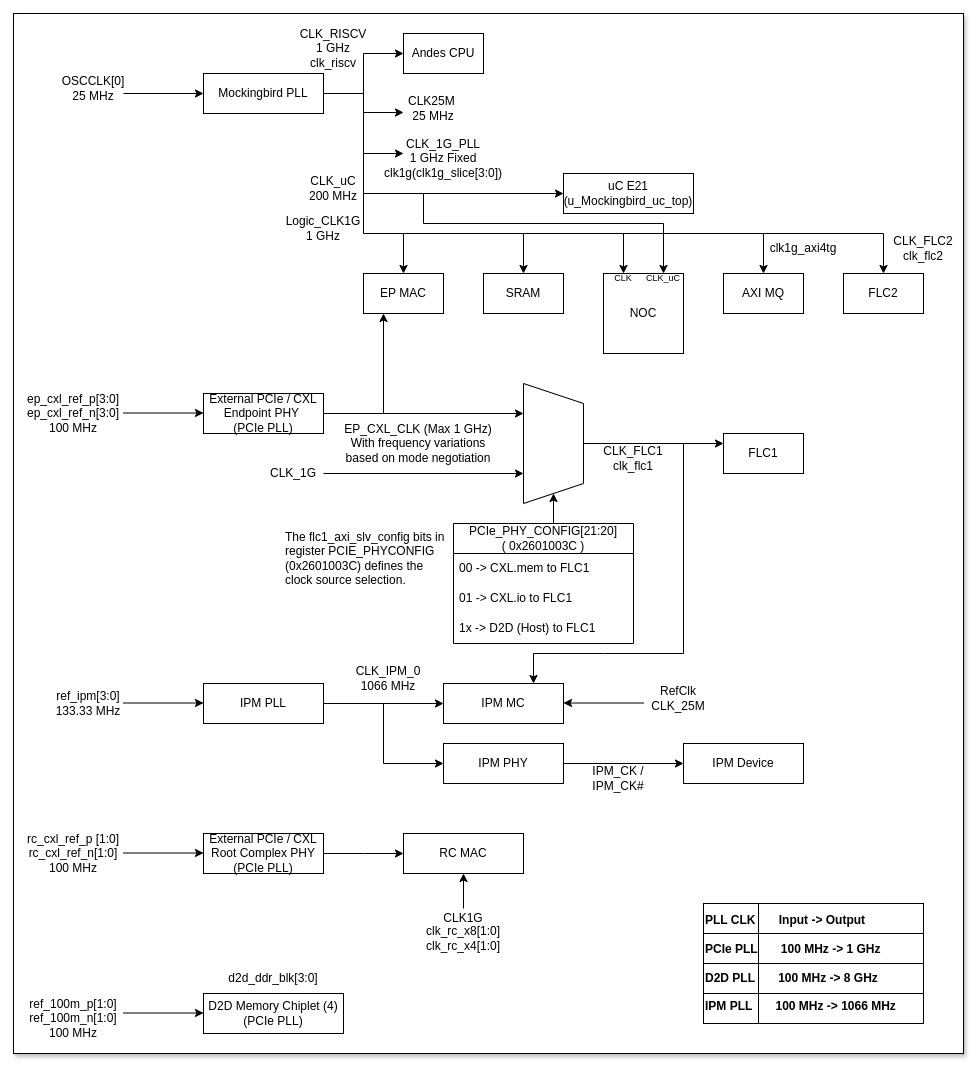 CLK_RISCV
1 GHz
clk_riscv
Andes CPU
OSCCLK[0]
25 MHz
Mockingbird PLL
CLK25M
25 MHz
CLK_1G_PLL
1 GHz Fixed
clk1g(clk1g_slice[3:0])
CLK_uC
200 MHz
uC E21
(u_Mockingbird_uc_top)
Logic_CLK1G
1 GHz
clk1g_axi4tg
CLK_FLC2
clk_flc2
EP MAC
SRAM
CLK
CLK_uC
NOC
AXI MQ
FLC2
ep_cxl_ref_p[3:0]
ep_cxl_ref_n[3:0]
100 MHz
External PCIe / CXL
Endpoint PHY
(PCIe PLL)
EP_CXL_CLK (Max 1 GHz)
With frequency variations
based on mode negotiation
CLK_1G
CLK_FLC1
clk_flc1
FLC1
The flc1_axi_slv_config bits in
register PCIE_PHYCONFIG
(0x2601003C) defines the
clock source selection.
PCIe_PHY_CONFIG[21:20]
( 0x2601003C )
00 -> CXL.mem to FLC1
01 -> CXL.io to FLC1
1x -> D2D (Host) to FLC1
ref_ipm[3:0]
133.33 MHz
IPM PLL
CLK_IPM_0
1066 MHz
IPM MC
RefClk
CLK_25M
IPM PHY
IPM_CK /
IPM_CK#
IPM Device
rc_cxl_ref_p [1:0]
rc_cxl_ref_n[1:0]
100 MHz
External PCIe / CXL
Root Complex PHY
(PCIe PLL)
RC MAC
CLK1G
clk_rc_x8[1:0]
clk_rc_x4[1:0]
d2d_ddr_blk[3:0]
ref_100m_p[1:0]
ref_100m_n[1:0]
100 MHz
D2D Memory Chiplet (4)
(PCIe PLL)
PLL CLK Input -> Output
PCIe PLL 100 MHz -> 1 GHz
D2D PLL 100 MHz -> 8 GHz
IPM PLL 100 MHz -> 1066 MHz